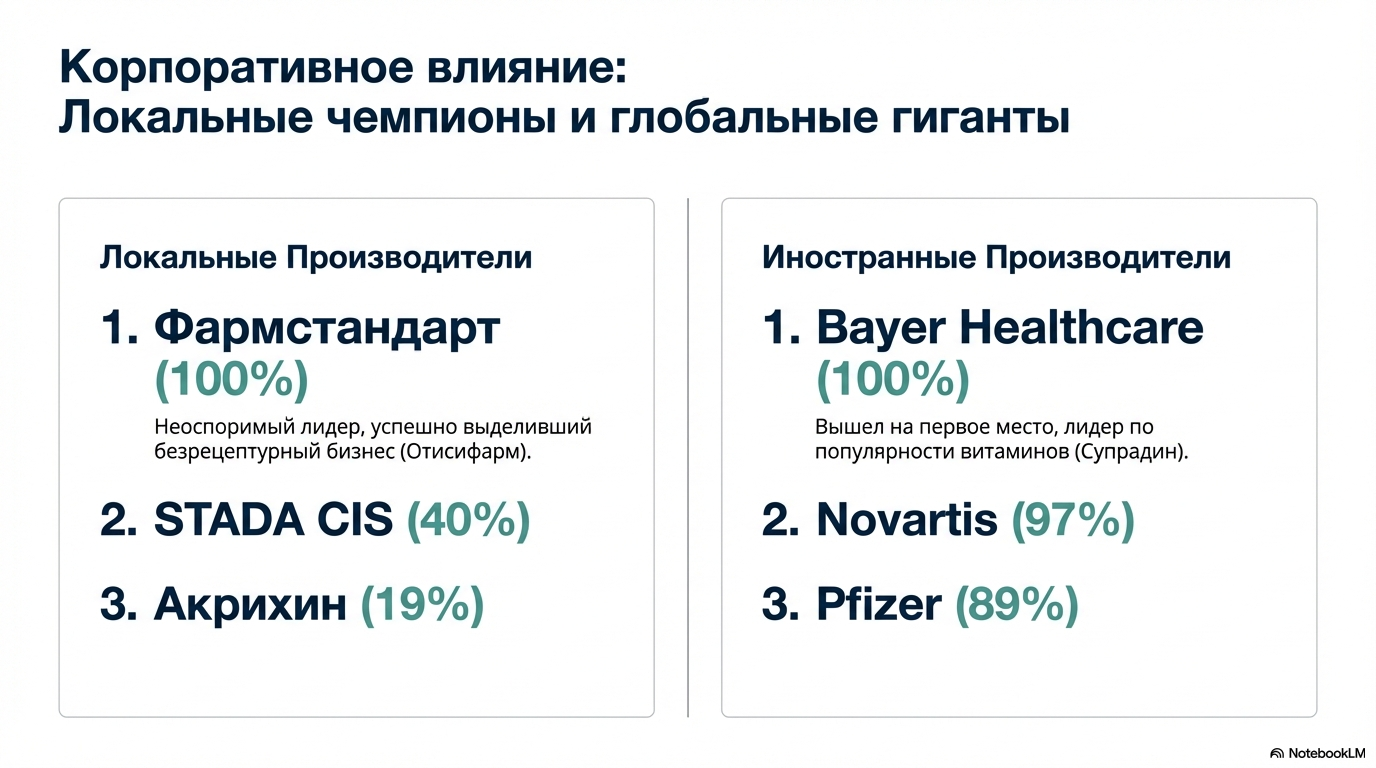 Корпоративное влияние:
Локальные чемпионы и глобальные гиганты
Локальные Производители
1. Фармстандарт
(100%)
Неоспоримый лидер, успешно выделивший
безрецептурный бизнес (Отисифарм).
2. STADA CIS (40%)
3. Акрихин (19%)
Иностранные Производители
1. Bayer Healthcare
(100%)
Вышел на первое место, лидер по
популярности витаминов (Супрадин).
2. Novartis (97%)
3. Pfizer (89%)
NotebookLM